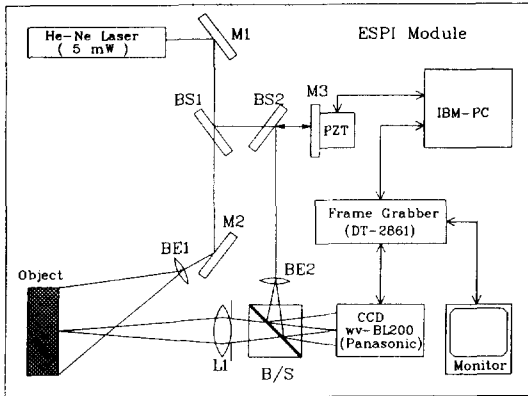 He-Ne Laser
( 5 mW )
M1
ESPI Module
BS1
BS2
M3
PZT
IBM-PC
M2
BE1
Frame Grabber
(DT-2861)
Object
BE2
CCD
wv-BL200
(Panasonic)
L1
B/S
Monitor